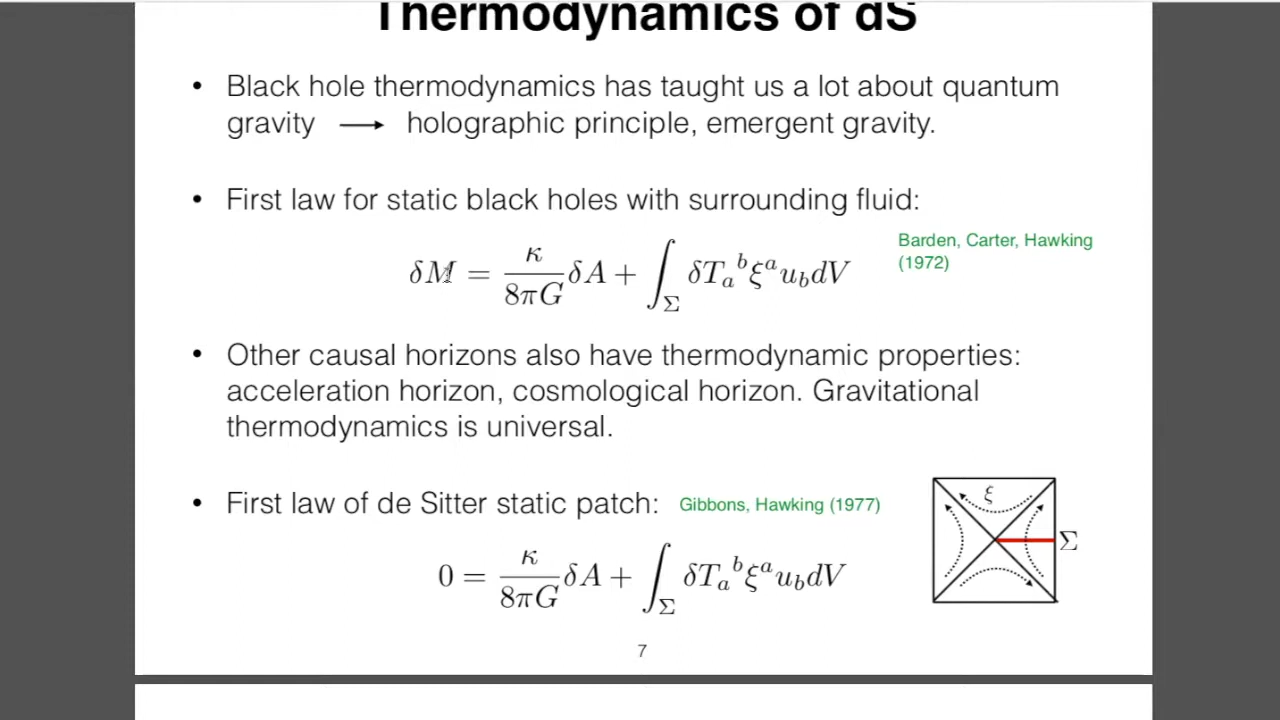 Thermodynamics of dS
• Black hole thermodynamics has taught us a lot about quantum
gravity ⟶ holographic principle, emergent gravity.
• First law for static black holes with surrounding fluid:
Barden, Carter, Hawking
(1972)
δM = κ/8πG δA + ∫_Σ δT_a^b ξ^a u_b dV
• Other causal horizons also have thermodynamic properties:
acceleration horizon, cosmological horizon. Gravitational
thermodynamics is universal.
• First law of de Sitter static patch: Gibbons, Hawking (1977)
ξ
Σ
0 = κ/8πG δA + ∫_Σ δT_a^b ξ^a u_b dV
7